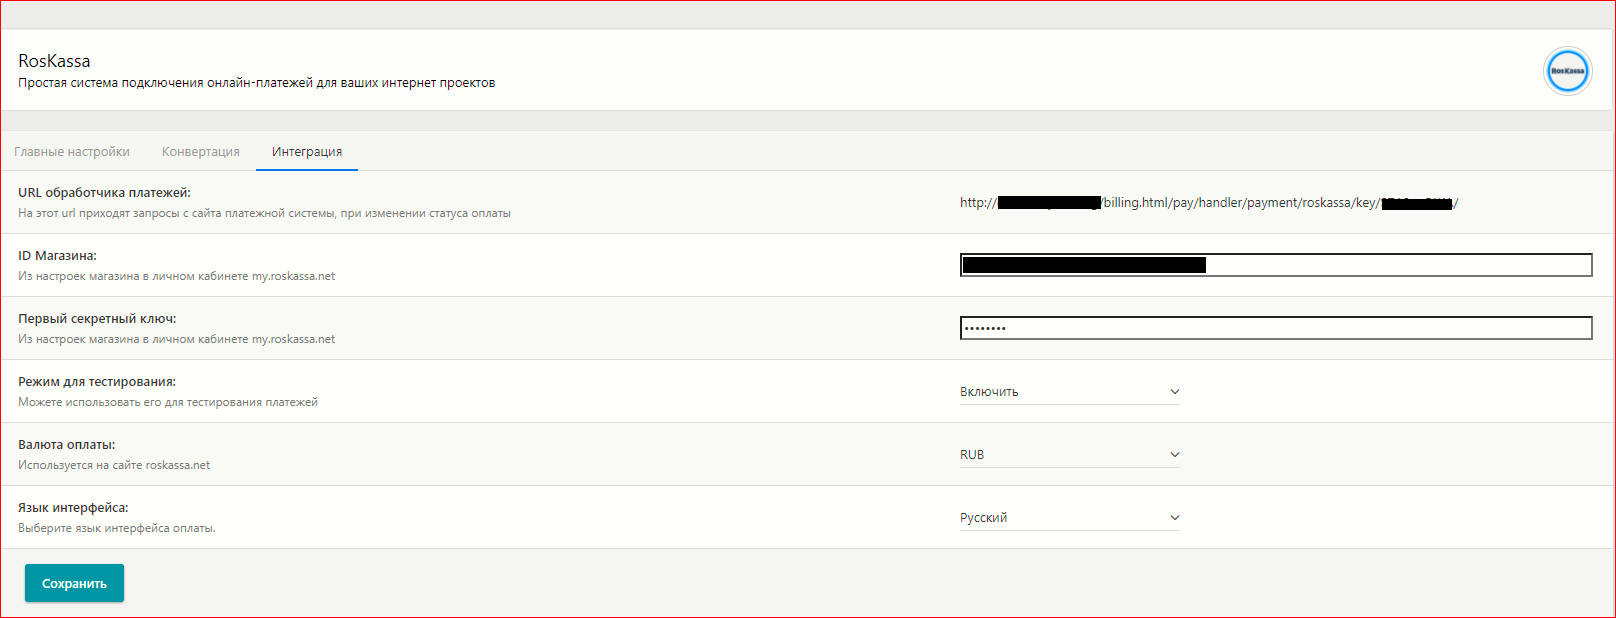 RosKassa
Простая система подключения онлайн-платежей для ваших интернет проектов
RosKassa
Главные настройки Конвертация Интеграция
URL обработчика платежей:
На этот url приходят запросы с сайта платежной системы, при изменении статуса оплаты
http:// /billing.html/pay/handler/payment/roskassa/key/ /
ID Магазина:
Из настроек магазина в личном кабинете my.roskassa.net
Первый секретный ключ:
Из настроек магазина в личном кабинете my.roskassa.net
••••••••
Режим для тестирования:
Можете использовать его для тестирования платежей
Включить
Валюта оплаты:
Используется на сайте roskassa.net
RUB
Язык интерфейса:
Выберите язык интерфейса оплаты.
Русский
Сохранить